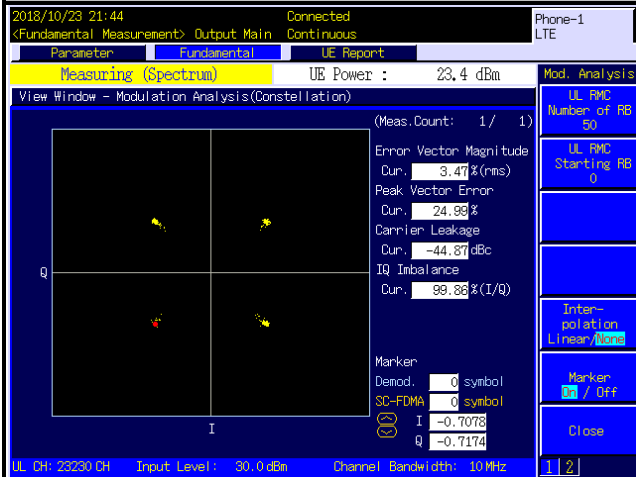 2018/10/23 21:44 Connected Phone-1
<Fundamental Measurement> Output Main Continuous LTE
Parameter Fundamental UE Report
Measuring (Spectrum) UE Power : 23.4 dBm Mod. Analysis
View Window - Modulation Analysis(Constellation)
UL RMC
Number of RB
50
(Meas.Count: 1/ 1)
Error Vector Magnitude
Cur. 3.47 %(rms)
Peak Vector Error
Cur. 24.99 %
Carrier Leakage
Cur. -44.87 dBc
IQ Imbalance
Cur. 99.86 %(I/Q)
UL RMC
Starting RB
0
Q
I
Marker
Demod. 0 symbol
SC-FDMA 0 symbol
I -0.7078
Q -0.7174
Inter-
polation
Linear/None
Marker
On / Off
Close
UL CH: 23230 CH Input Level: 30.0 dBm Channel Bandwidth: 10 MHz 1 2